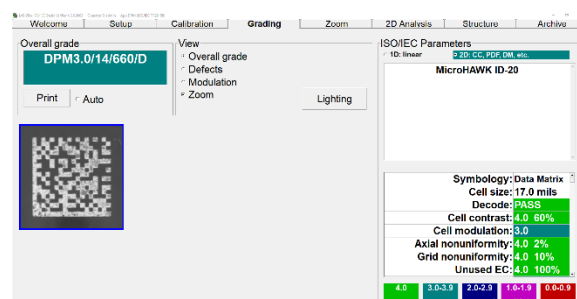 Welcome Setup Calibration Grading Zoom 2D Analysis Structure Archive
Overall grade
DPM3.0/14/660/D
Print Auto
View
Overall grade
Defects
Modulation
Zoom
Lighting
ISO/IEC Parameters
1D: linear 2D: CC, PDF, DM, etc.
MicroHAWK ID-20
Symbology: Data Matrix
Cell size: 17.0 mils
Decode: PASS
Cell contrast: 4.0 60%
Cell modulation: 3.0
Axial nonuniformity: 4.0 2%
Grid nonuniformity: 4.0 10%
Unused EC: 4.0 100%
4.0 3.0-3.9 2.0-2.9 1.0-1.9 0.0-0.9